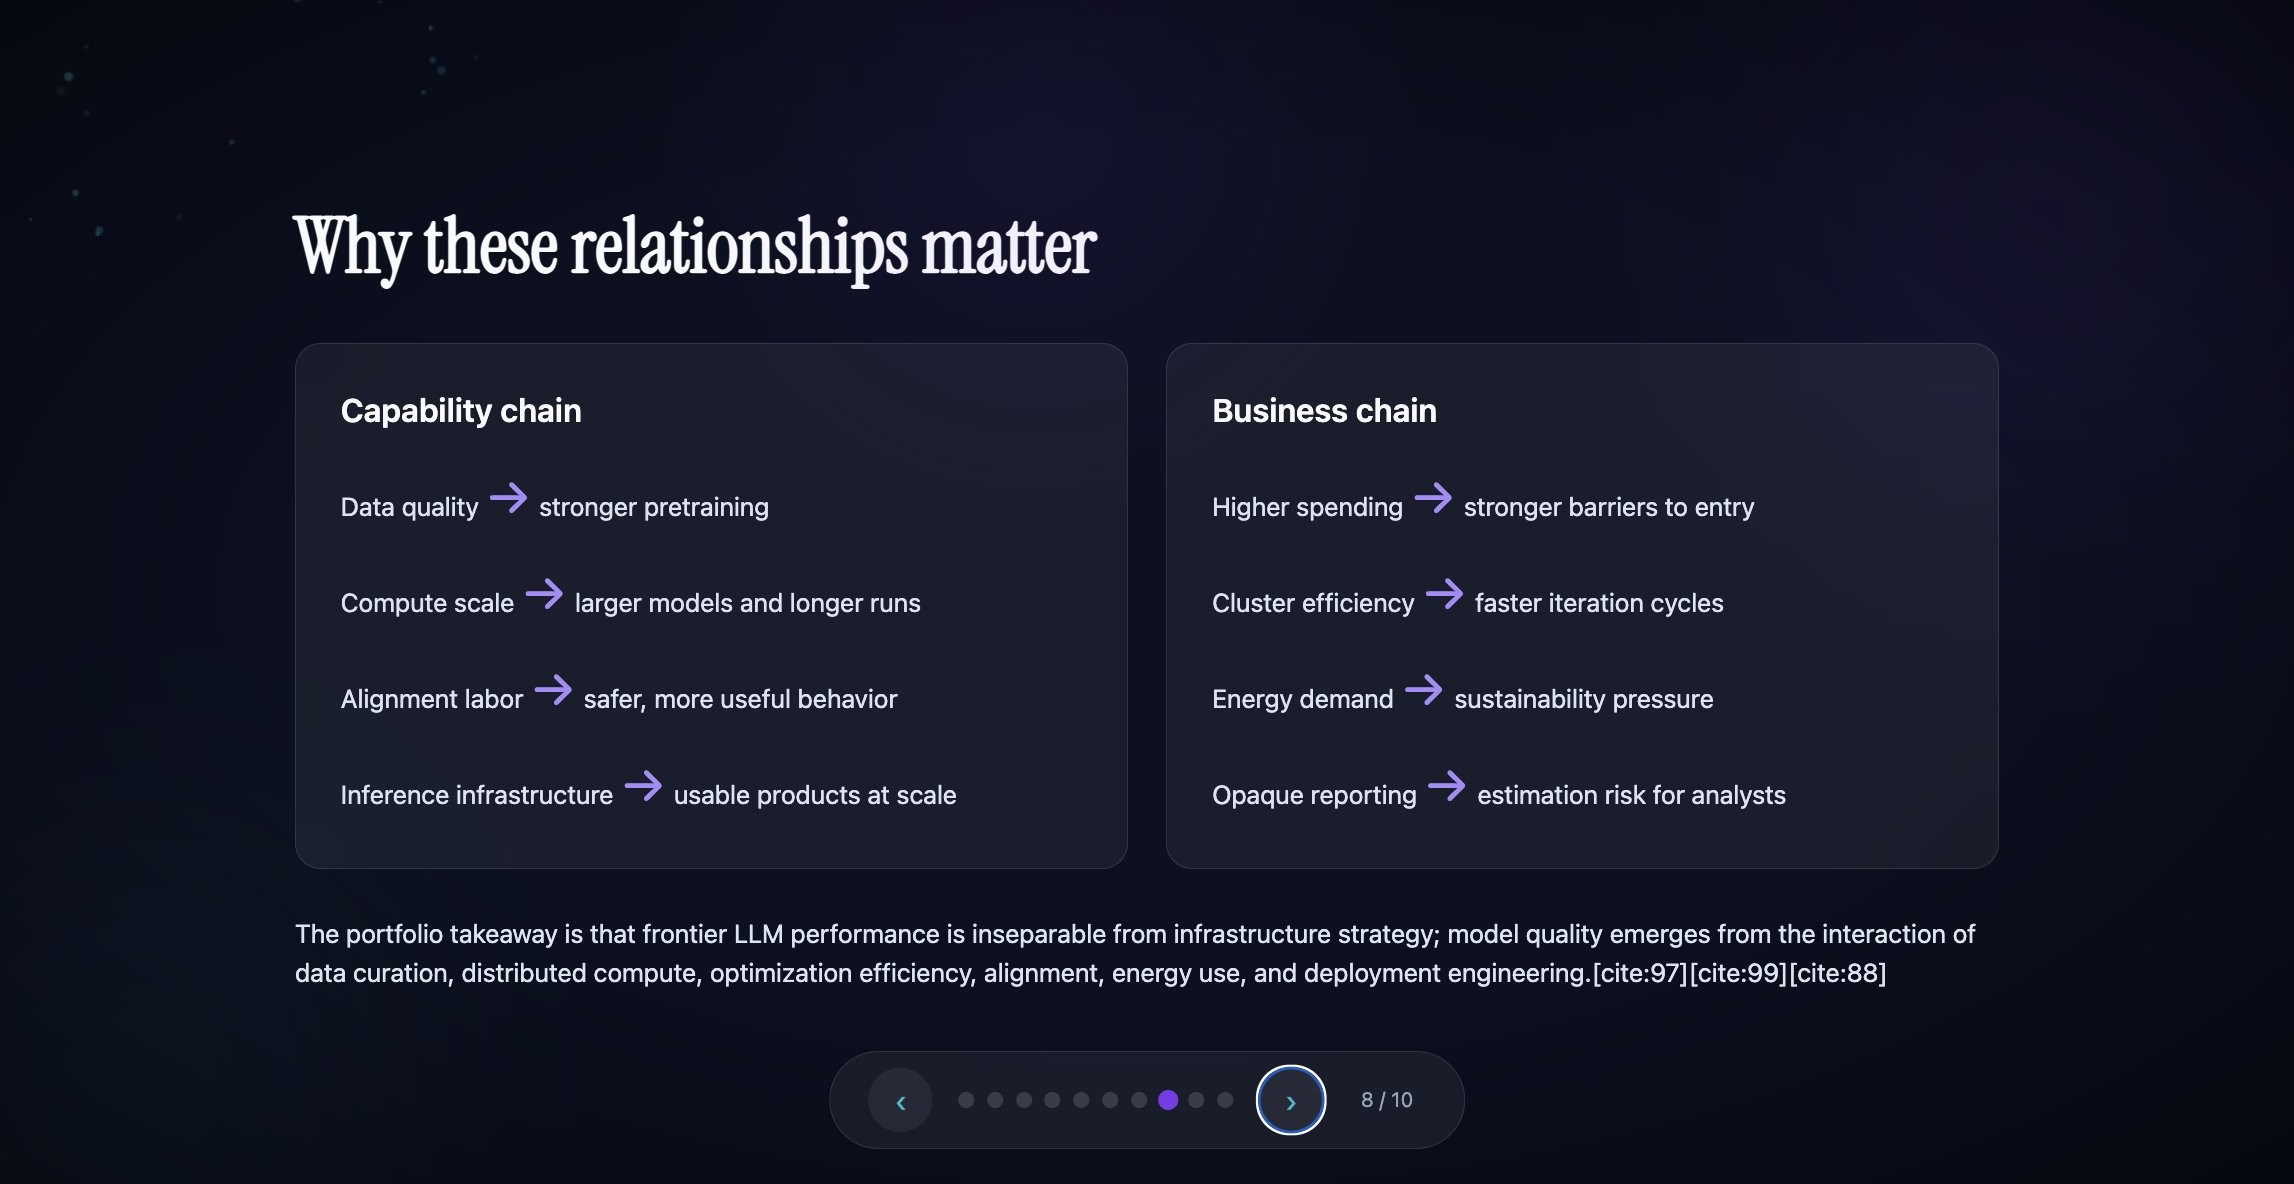 Why these relationships matter
Capability chain
Data quality → stronger pretraining
Compute scale → larger models and longer runs
Alignment labor → safer, more useful behavior
Inference infrastructure → usable products at scale
Business chain
Higher spending → stronger barriers to entry
Cluster efficiency → faster iteration cycles
Energy demand → sustainability pressure
Opaque reporting → estimation risk for analysts
The portfolio takeaway is that frontier LLM performance is inseparable from infrastructure strategy; model quality emerges from the interaction of
data curation, distributed compute, optimization efficiency, alignment, energy use, and deployment engineering.[cite:97][cite:99][cite:88]
‹ › 8 / 10